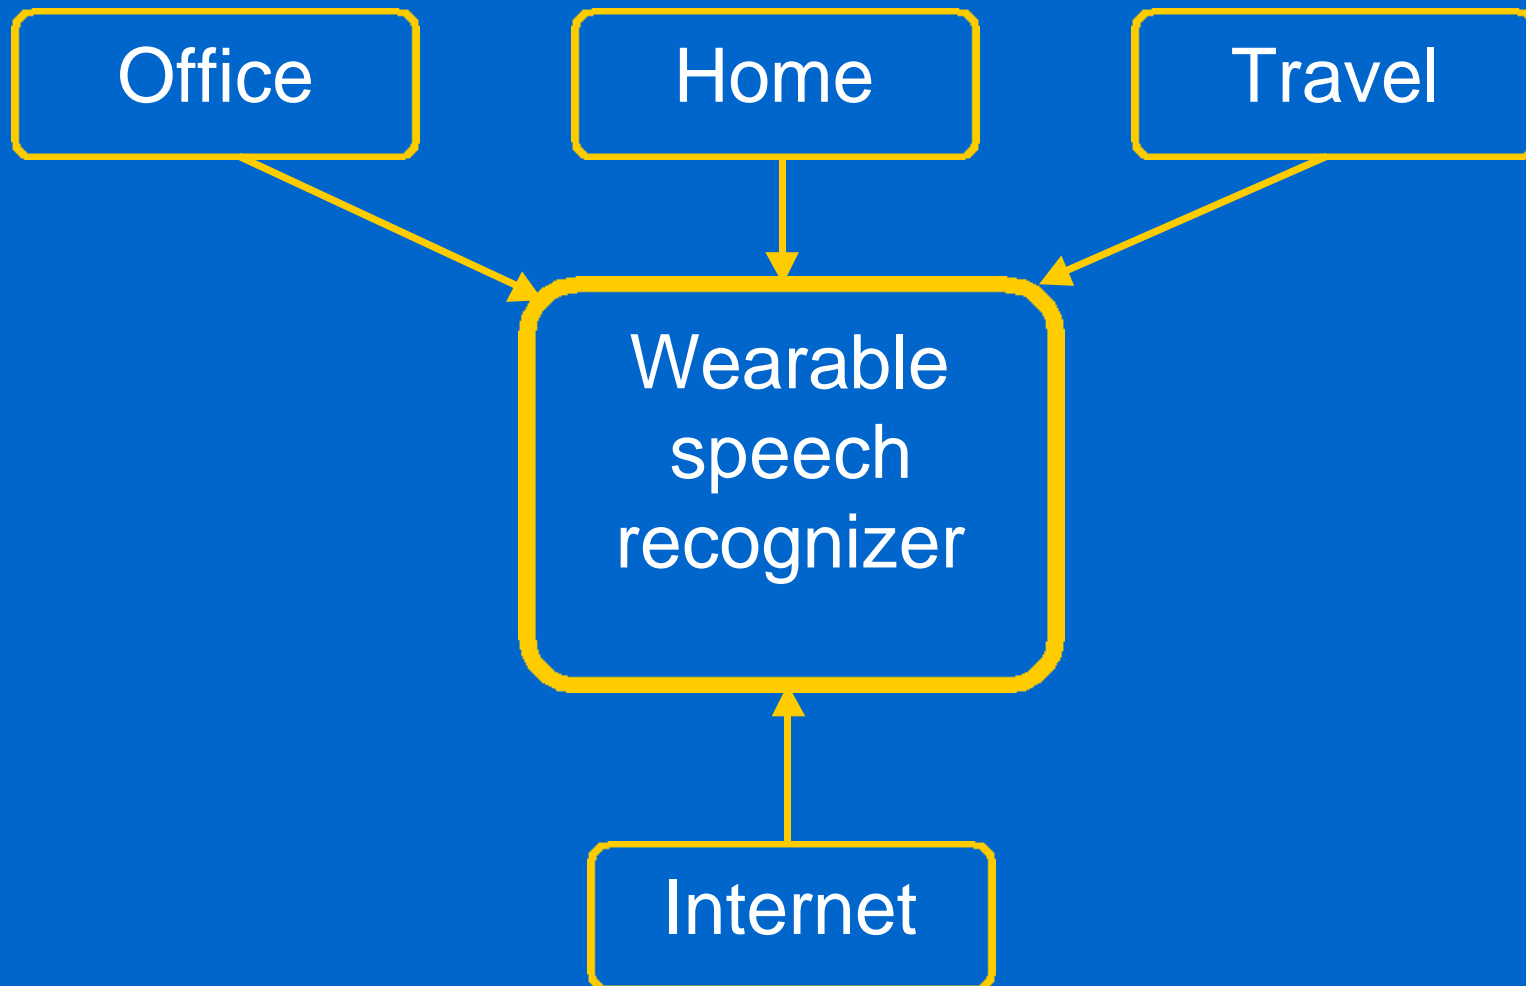 Office
Home
Travel
Wearable
speech
recognizer
Internet